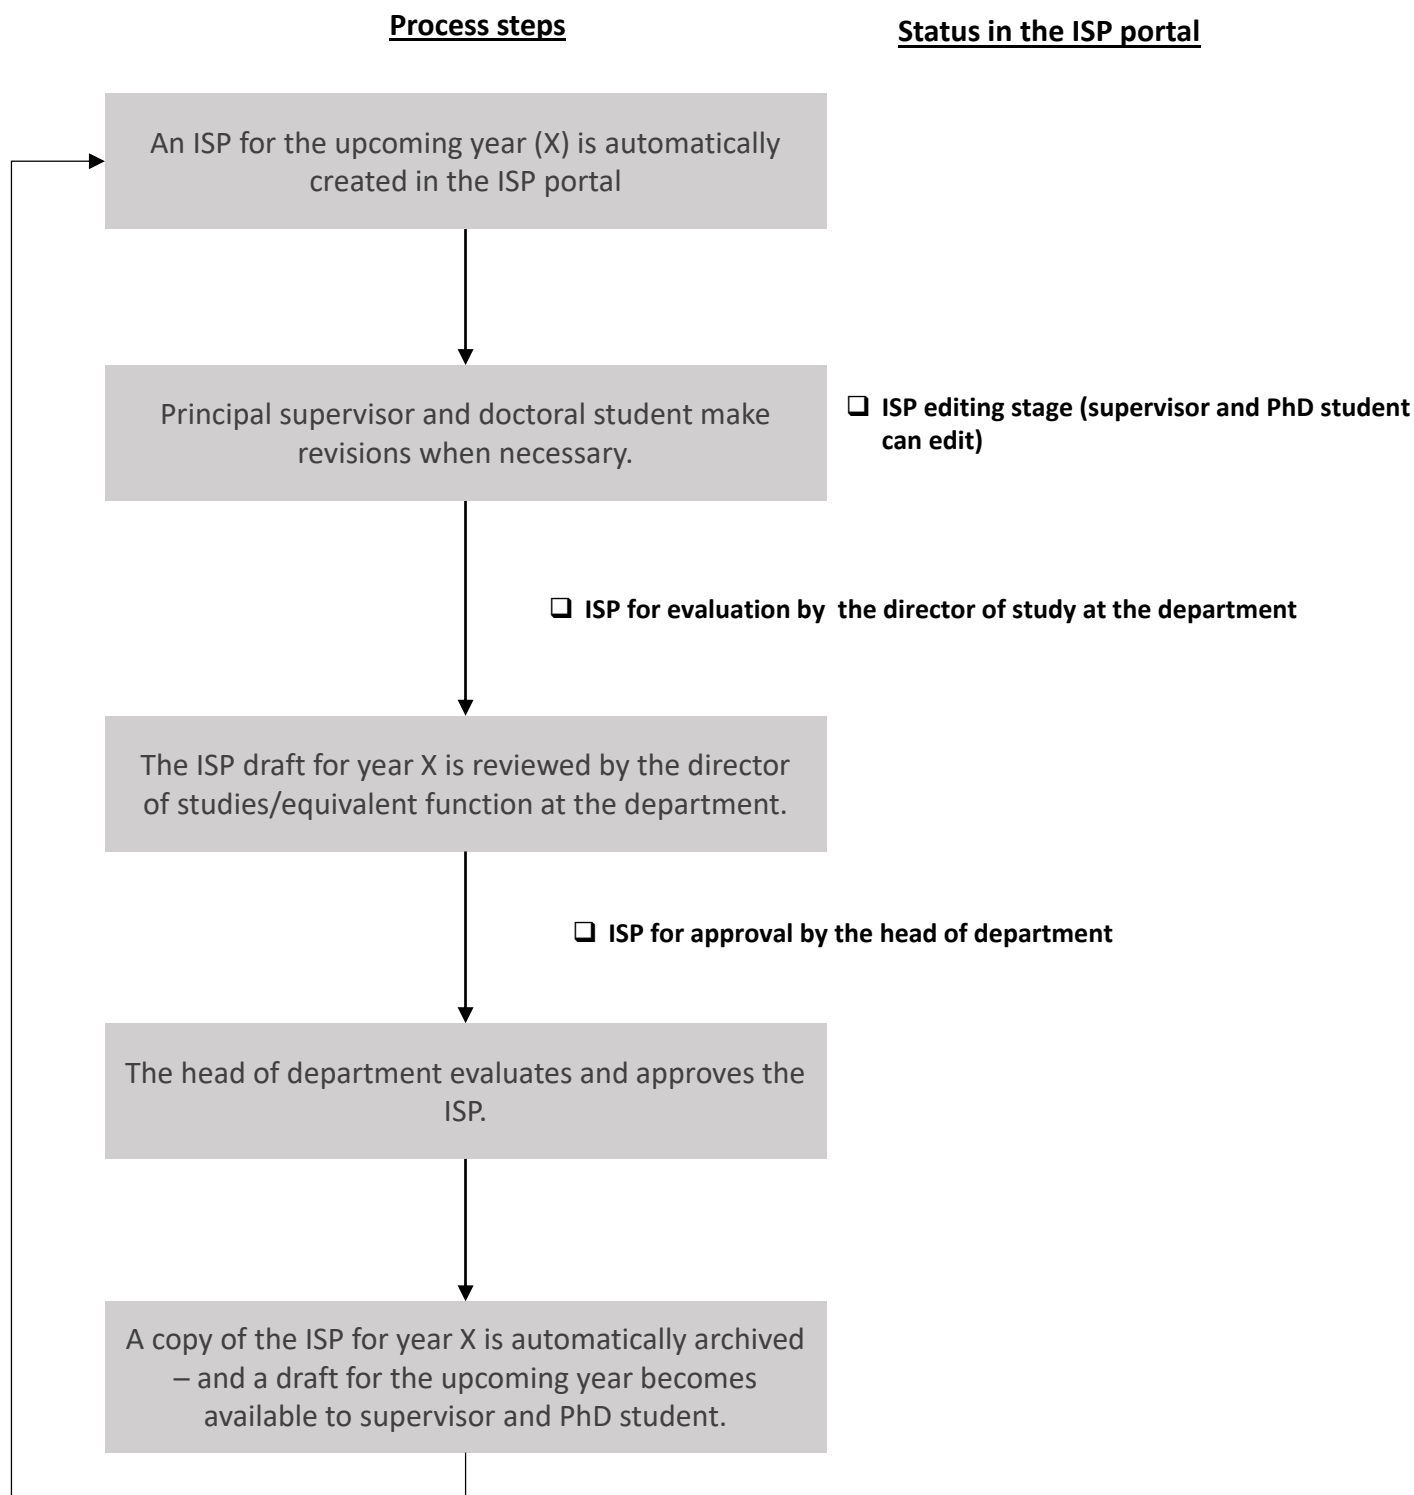 Process steps
Status in the ISP portal
An ISP for the upcoming year (X) is automatically
created in the ISP portal
Principal supervisor and doctoral student make
revisions when necessary.
❑ ISP editing stage (supervisor and PhD student
can edit)
❑ ISP for evaluation by  the director of study at the department
The ISP draft for year X is reviewed by the director
of studies/equivalent function at the department.
❑ ISP for approval by the head of department
The head of department evaluates and approves the
ISP.
A copy of the ISP for year X is automatically archived
– and a draft for the upcoming year becomes
available to supervisor and PhD student.